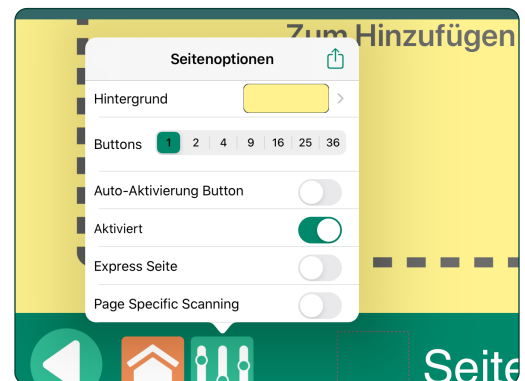 Zum Hinzufügen
Seitenoptionen
Hintergrund
Buttons 1 2 4 9 16 25 36
Auto-Aktivierung Button
Aktiviert
Express Seite
Page Specific Scanning
Seite